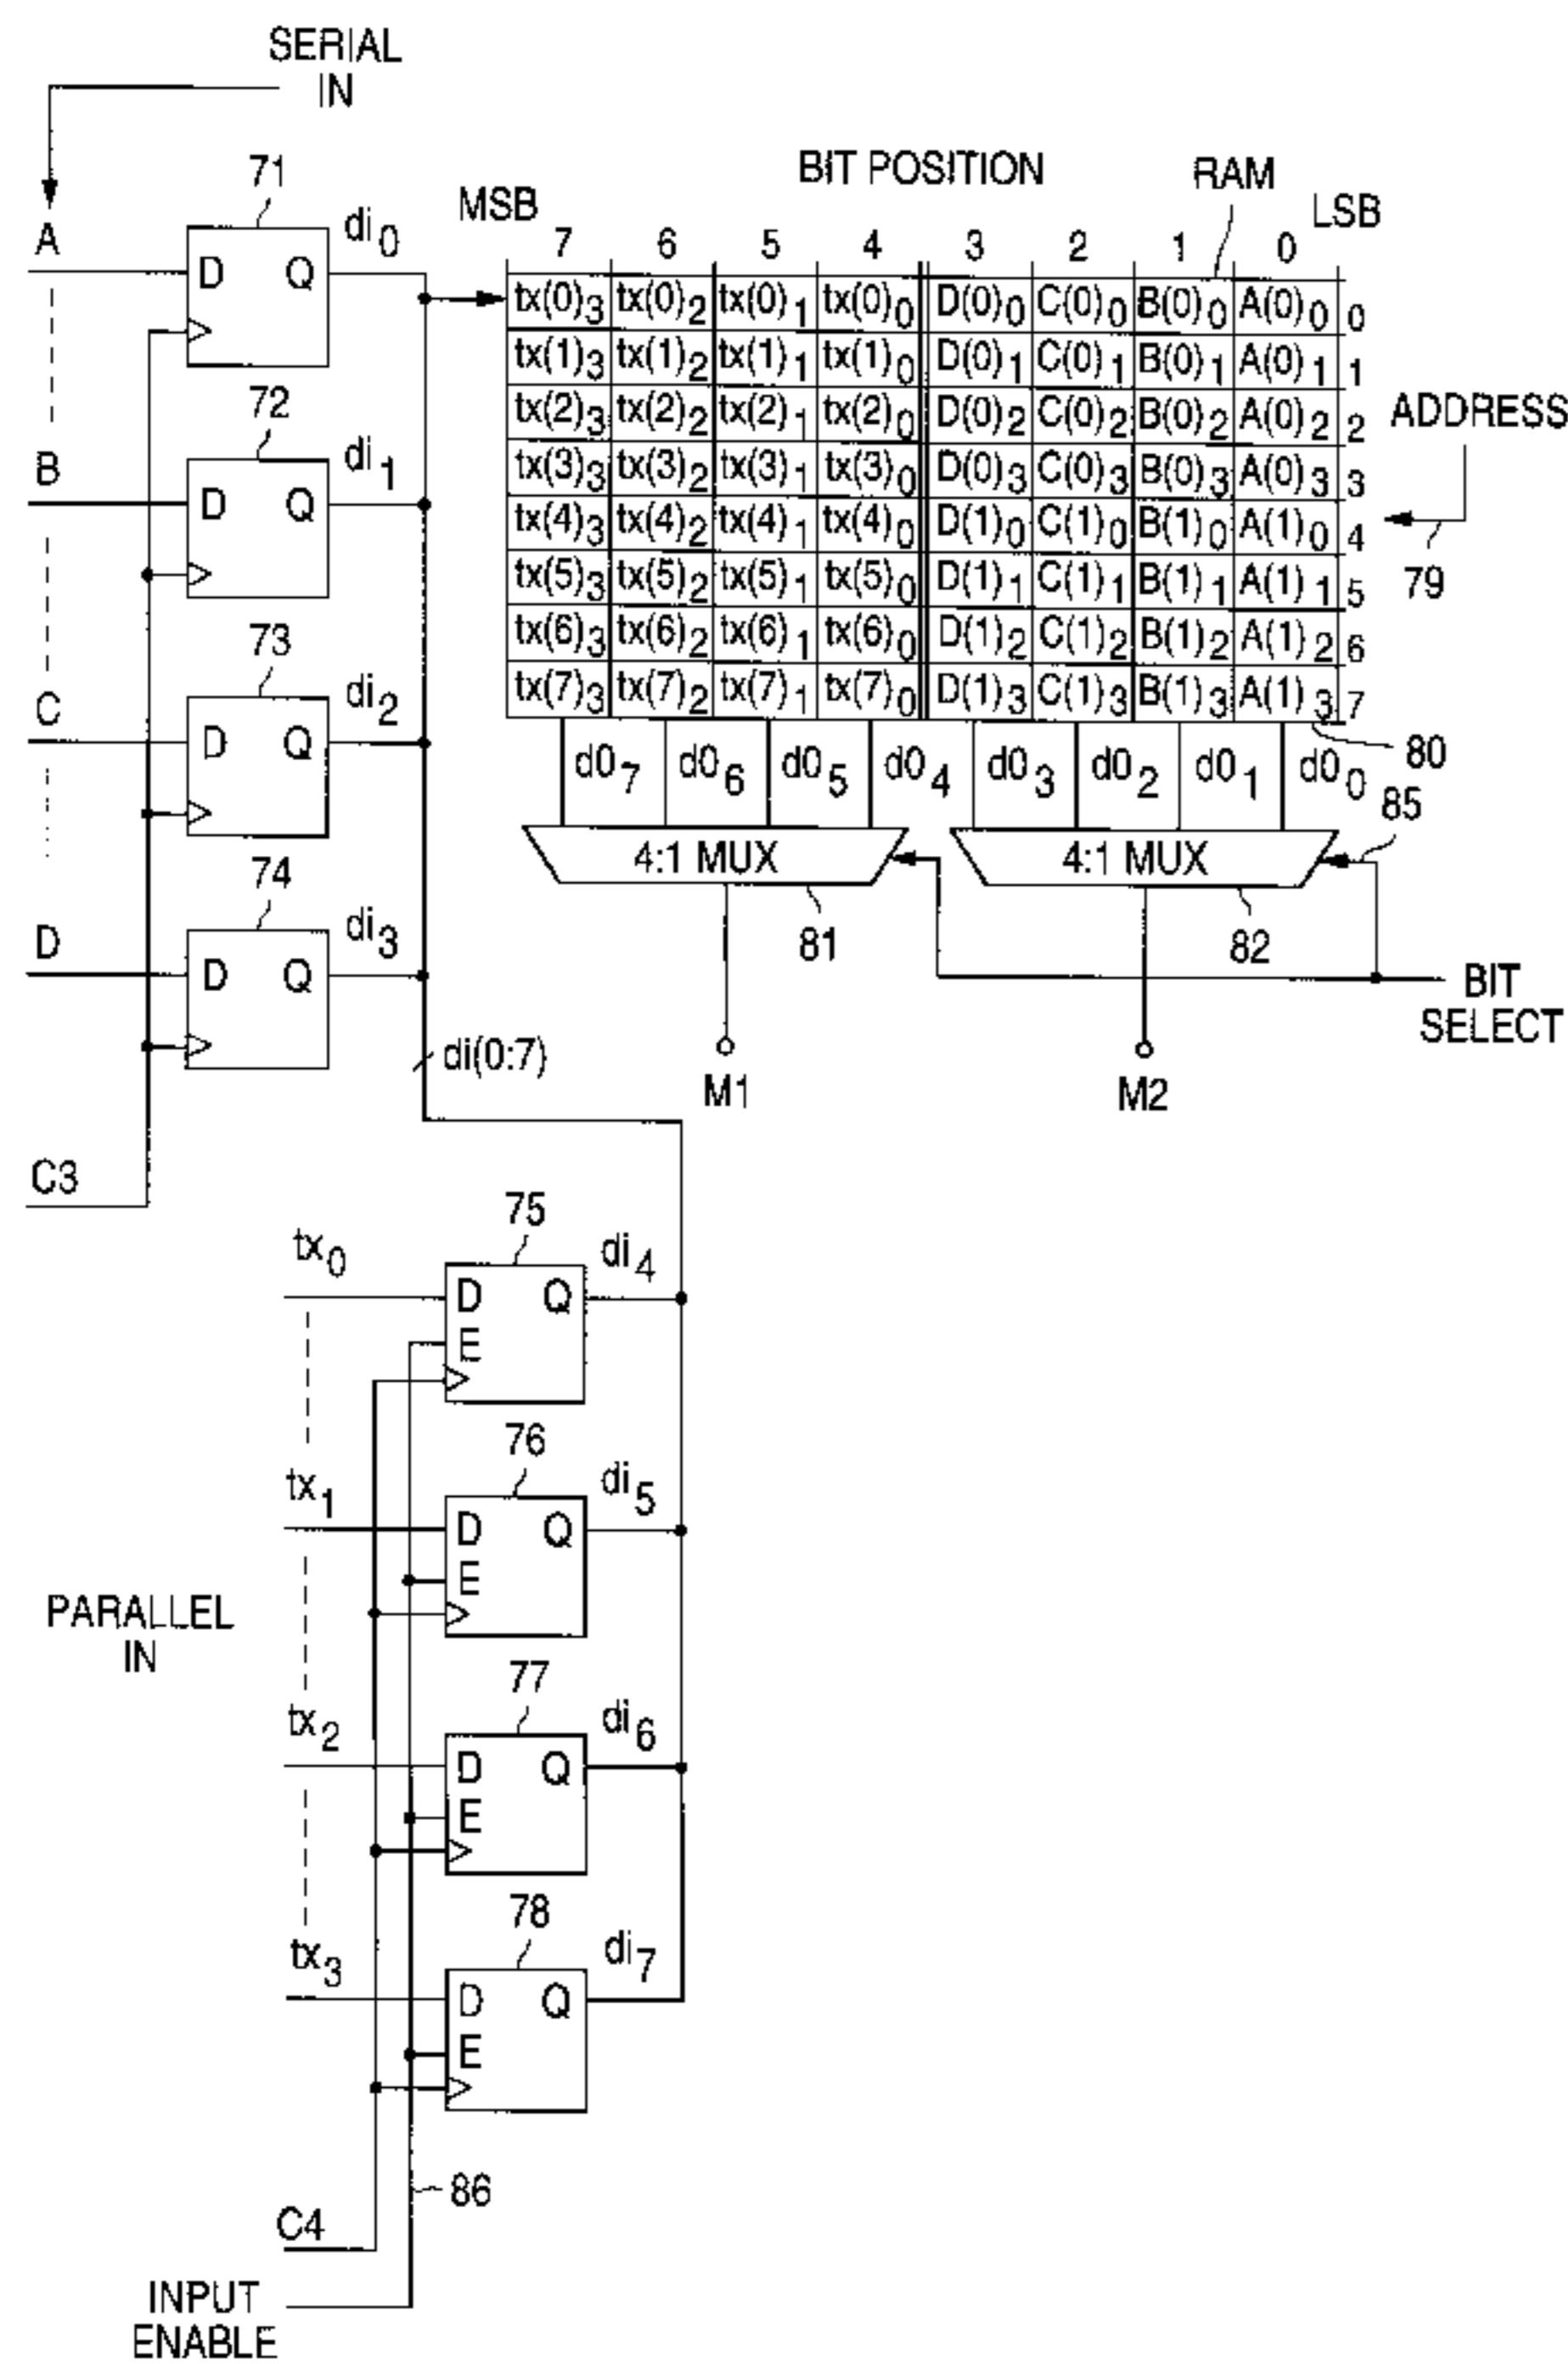 SERIAL
IN
71
A
D Q
di0
BIT POSITION
RAM
MSB
LSB
7 6 5 4 3 2 1 0
tx(0)3 tx(0)2 tx(0)1 tx(0)0 D(0)0 C(0)0 B(0)0 A(0)0 0
tx(1)3 tx(1)2 tx(1)1 tx(1)0 D(0)1 C(0)1 B(0)1 A(0)1 1
tx(2)3 tx(2)2 tx(2)1 tx(2)0 D(0)2 C(0)2 B(0)2 A(0)2 2
tx(3)3 tx(3)2 tx(3)1 tx(3)0 D(0)3 C(0)3 B(0)3 A(0)3 3
tx(4)3 tx(4)2 tx(4)1 tx(4)0 D(1)0 C(1)0 B(1)0 A(1)0 4
tx(5)3 tx(5)2 tx(5)1 tx(5)0 D(1)1 C(1)1 B(1)1 A(1)1 5
tx(6)3 tx(6)2 tx(6)1 tx(6)0 D(1)2 C(1)2 B(1)2 A(1)2 6
tx(7)3 tx(7)2 tx(7)1 tx(7)0 D(1)3 C(1)3 B(1)3 A(1)3 7
ADDRESS
79
80
d07 d06 d05 d04 d03 d02 d01 d00
85
4:1 MUX
4:1 MUX
81
82
BIT
SELECT
M1
M2
72
B
D Q
di1
73
C
D Q
di2
74
D
D Q
di3
di(0:7)
C3
75
tx0
D Q
E
di4
76
tx1
D Q
E
di5
PARALLEL
IN
77
tx2
D Q
E
di6
78
tx3
D Q
E
di7
86
C4
INPUT
ENABLE